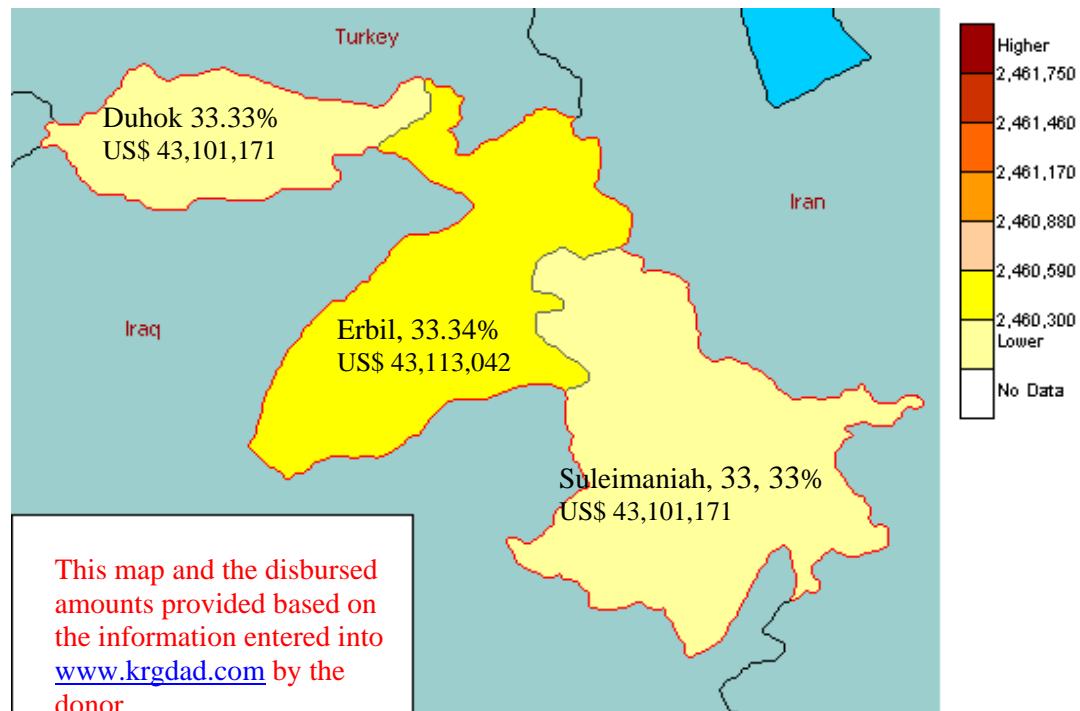 Turkey
Duhok 33.33%
US$ 43,101,171
Iran
Iraq
Erbil, 33.34%
US$ 43,113,042
Suleimaniah, 33, 33%
US$ 43,101,171
This map and the disbursed
amounts provided based on
the information entered into
www.krgdad.com by the
donor
Higher
2,461,750
2,461,460
2,461,170
2,460,880
2,460,590
2,460,300
Lower
No Data